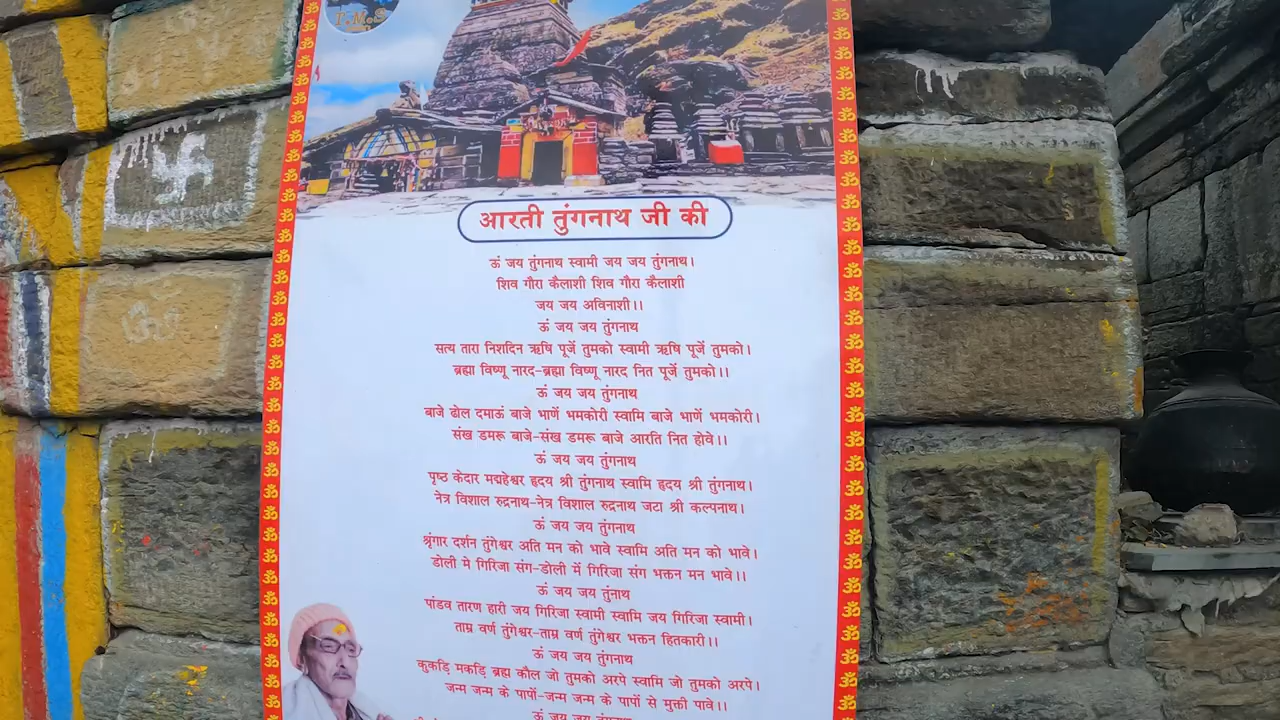 T.M.S
आरती तुंगनाथ जी की
ऊं जय तुंगनाथ स्वामी जय जय तुंगनाथ।
शिव गौरा कैलाशी शिव गौरा कैलाशी
जय जय अविनाशी।।
ऊं जय जय तुंगनाथ
सत्य तारा निशदिन ऋषि पूजें तुमको स्वामी ऋषि पूजें तुमको।
ब्रह्मा विष्णू नारद-ब्रह्मा विष्णू नारद नित पूजें तुमको।।
ऊं जय जय तुंगनाथ
बाजे ढोल दमाऊं बाजे भाणें भमकोरी स्वामि बाजे भाणें भमकोरी।
संख डमरू बाजे-संख डमरू बाजे आरति नित होवे।।
ऊं जय जय तुंगनाथ
पृष्ठ केदार मद्महेश्वर हृदय श्री तुंगनाथ स्वामि हृदय श्री तुंगनाथ।
नेत्र विशाल रुद्रनाथ-नेत्र विशाल रुद्रनाथ जटा श्री कल्पनाथ।
ऊं जय जय तुंगनाथ
श्रृंगार दर्शन तुंगेश्वर अति मन को भावे स्वामि अति मन को भावे।
डोली मे गिरिजा संग-डोली में गिरिजा संग भक्तन मन भावे।।
ऊं जय जय तुंनाथ
पांडव तारण हारी जय गिरिजा स्वामी स्वामि जय गिरिजा स्वामी।
ताम्र वर्ण तुंगेश्वर-ताम्र वर्ण तुंगेश्वर भक्तन हितकारी।।
ऊं जय जय तुंगनाथ
कुकड़ि मकड़ि ब्रह्म कौल जो तुमको अरपे स्वामि जो तुमको अरपे।
जन्म जन्म के पापों-जन्म जन्म के पापों से मुक्ती पावे।।
ऊं जय जय तुंगनाथ